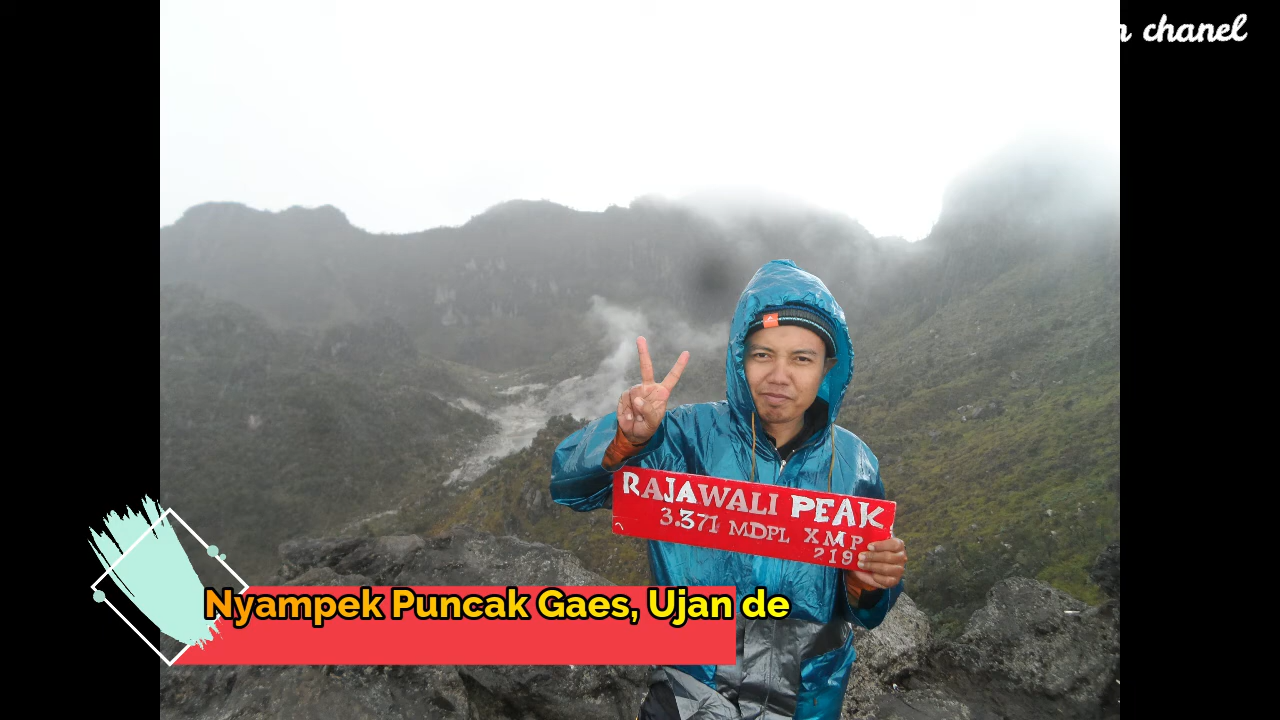 chanel
RAJAWALI PEAK
3.371 MDPL XMP
219
Nyampek Puncak Gaes, Ujan de